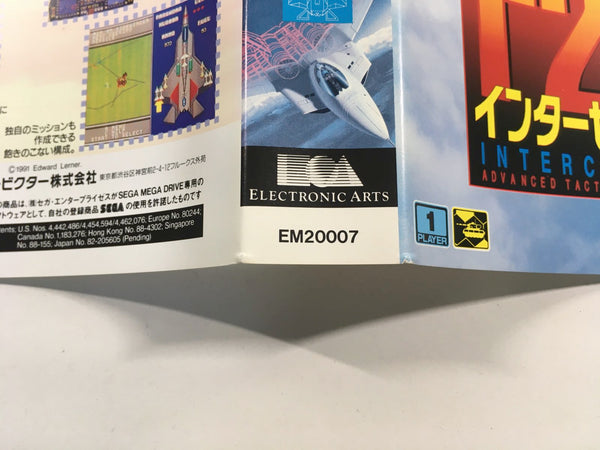 START TO SELECT
に
独自のミッションも
作成できる
飽きのこない構成。
© 1991 Edward Lerner.
ービクター株式会社 東京都渋谷区神宮前2-4-12フルークス外苑
の商品は、(株)セガ・エンタープライゼスがSEGA MEGA DRIVE専用の
フトウェアとして、自社の登録商標SEGAの使用を許諾したものです。
tents: U.S. Nos. 4,442,486/4,454,594/4,462,076; Europe No. 80244;
Canada No. 1,183,276; Hong Kong No. 88-4302; Singapore
No. 88-155; Japan No. 82-205605 (Pending)
ELECTRONIC ARTS
EM20007
F2
インターセ
INTERC
ADVANCED TACT
1
PLAYER